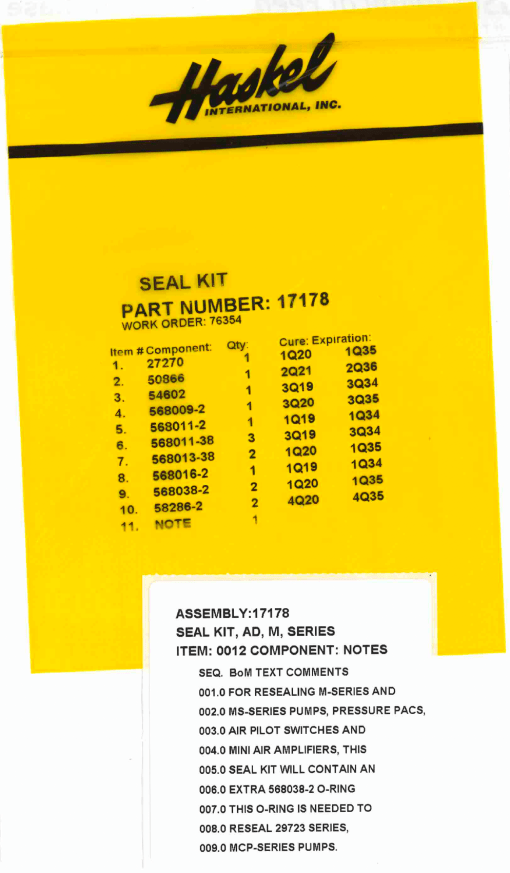 Haskel
INTERNATIONAL, INC.
SEAL KIT
PART NUMBER: 17178
WORK ORDER: 76354
Item # Component: Qty: Cure: Expiration:
1. 27270 1 1Q20 1Q35
2. 50866 1 2Q21 2Q36
3. 54602 1 3Q19 3Q34
4. 568009-2 1 3Q20 3Q35
5. 568011-2 1 1Q19 1Q34
6. 568011-38 3 3Q19 3Q34
7. 568013-38 2 1Q20 1Q35
8. 568016-2 1 1Q19 1Q34
9. 568038-2 2 1Q20 1Q35
10. 58286-2 2 4Q20 4Q35
11. NOTE 1
ASSEMBLY:17178
SEAL KIT, AD, M, SERIES
ITEM: 0012 COMPONENT: NOTES
SEQ. BoM TEXT COMMENTS
001.0 FOR RESEALING M-SERIES AND
002.0 MS-SERIES PUMPS, PRESSURE PACS,
003.0 AIR PILOT SWITCHES AND
004.0 MINI AIR AMPLIFIERS, THIS
005.0 SEAL KIT WILL CONTAIN AN
006.0 EXTRA 568038-2 O-RING
007.0 THIS O-RING IS NEEDED TO
008.0 RESEAL 29723 SERIES,
009.0 MCP-SERIES PUMPS.